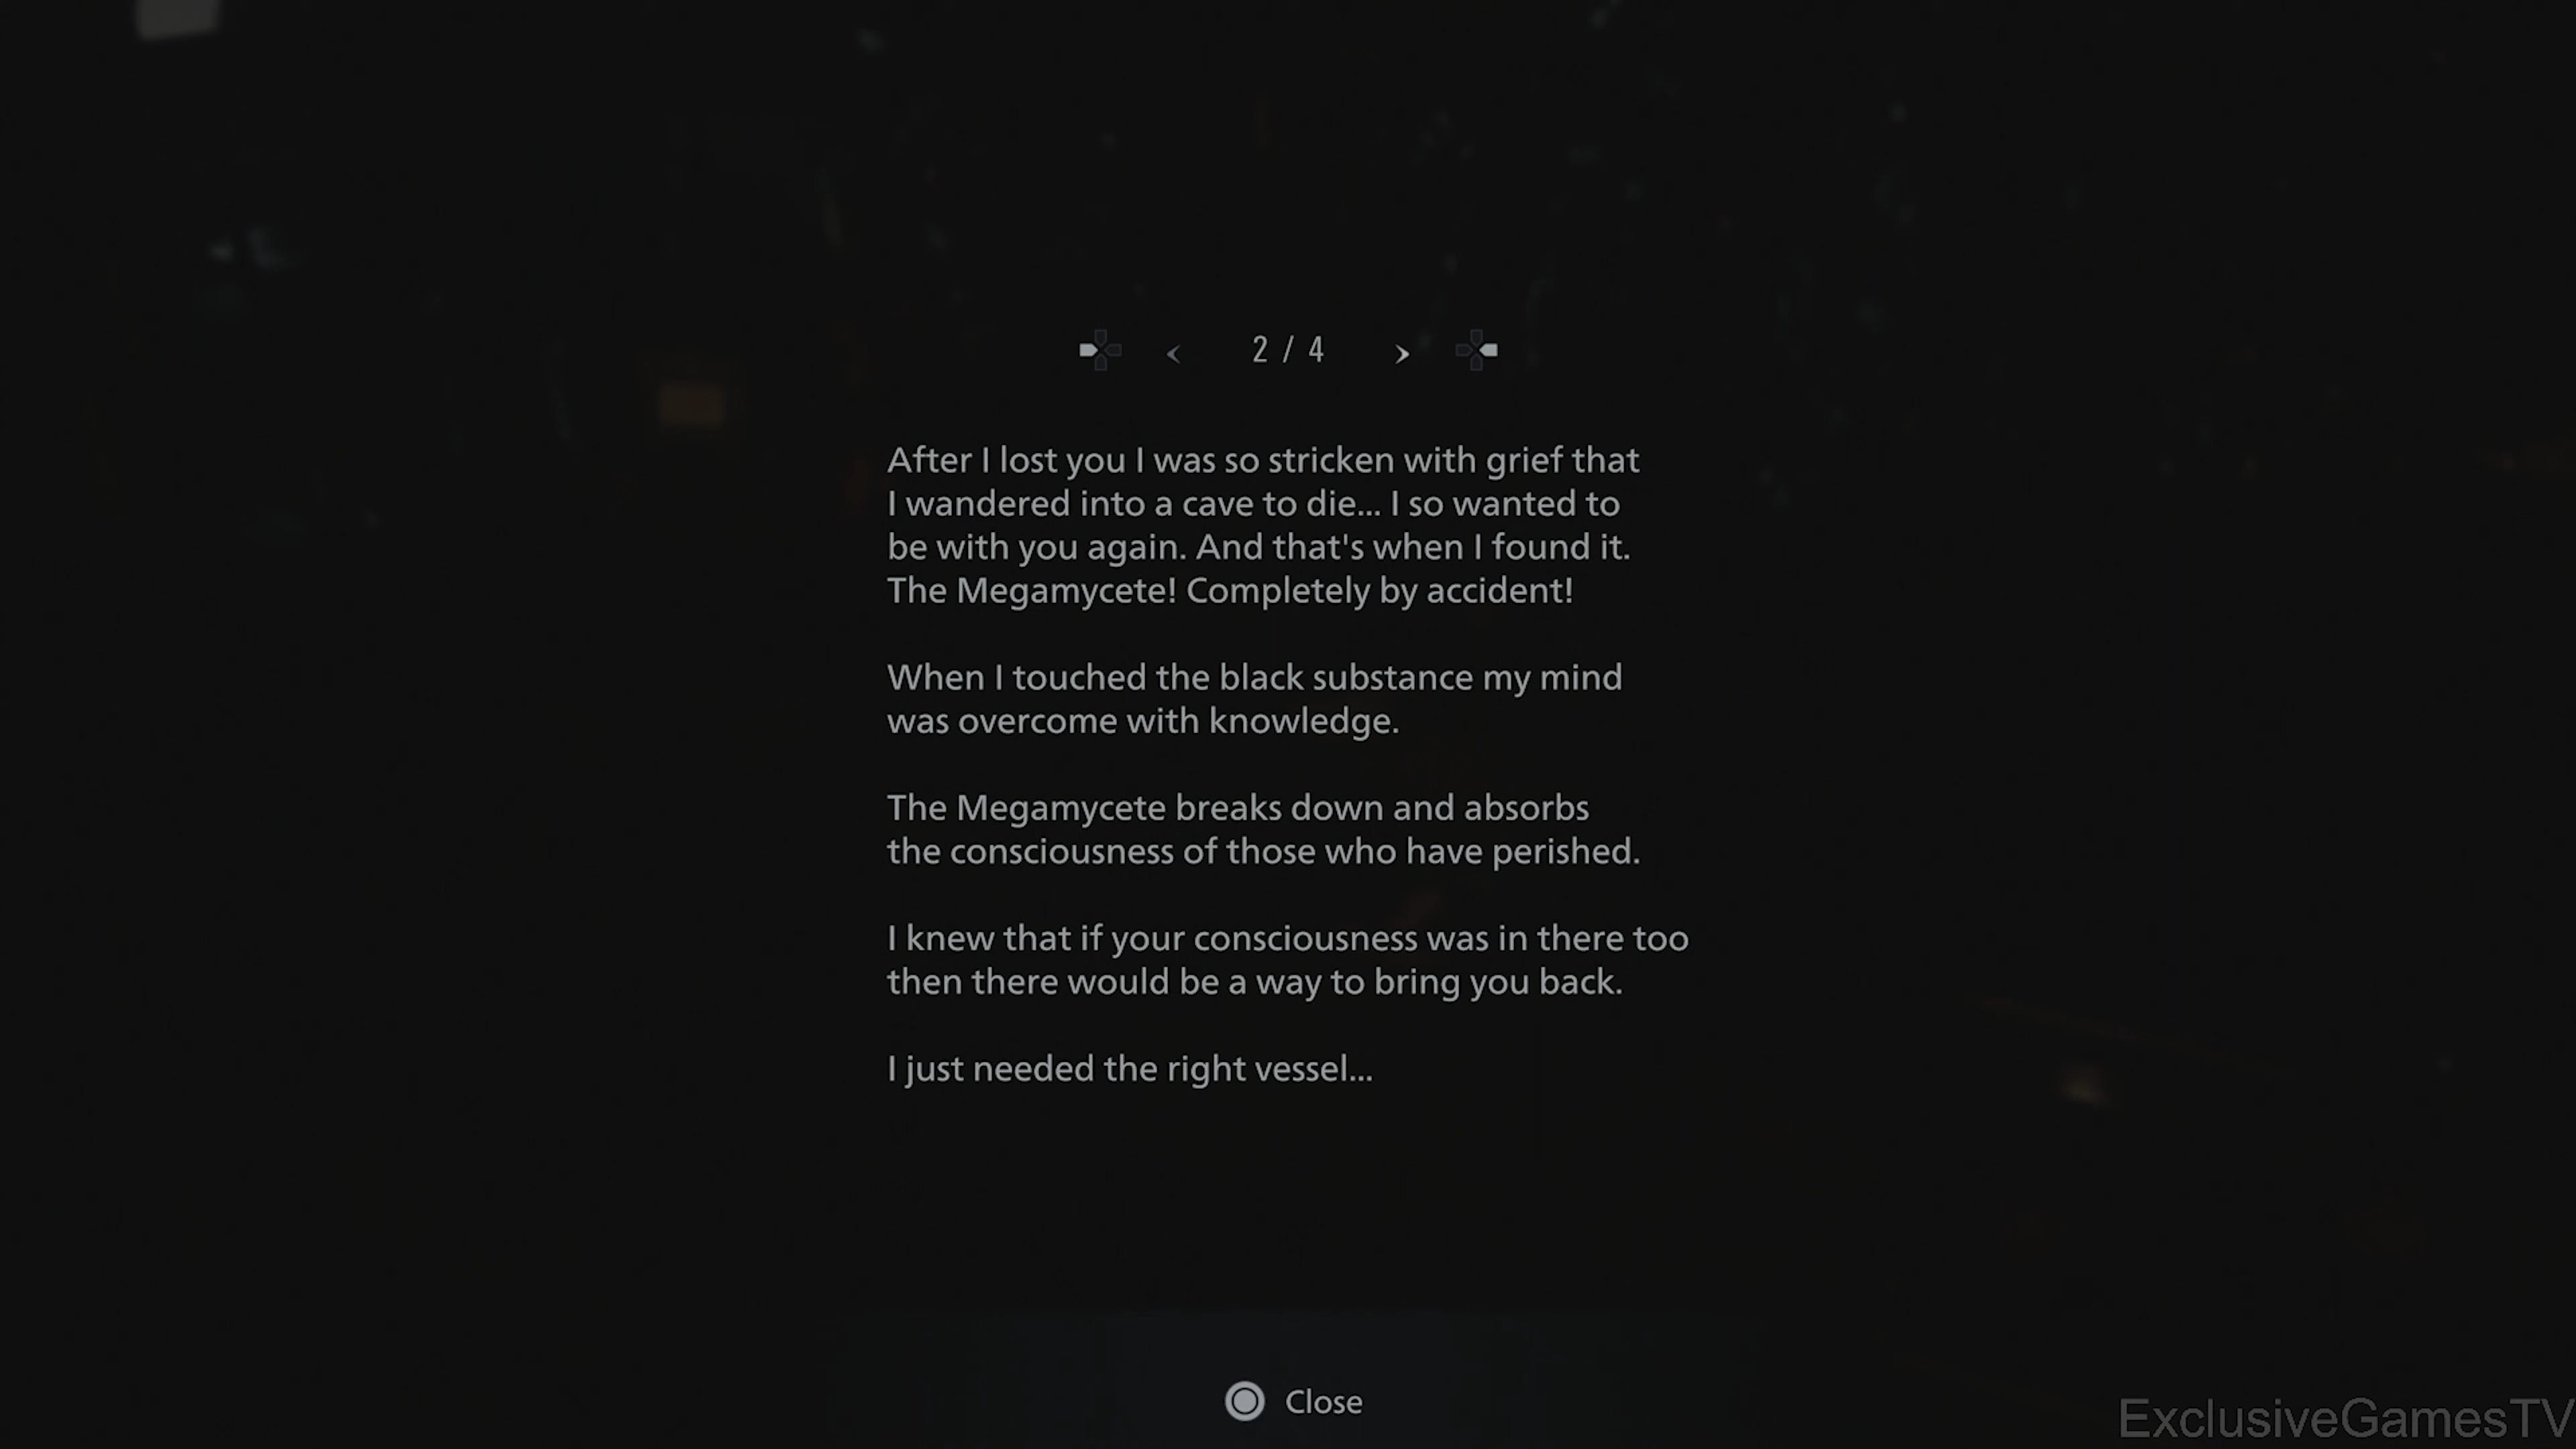 < 2 / 4 >
After I lost you I was so stricken with grief that
I wandered into a cave to die... I so wanted to
be with you again. And that's when I found it.
The Megamycete! Completely by accident!
When I touched the black substance my mind
was overcome with knowledge.
The Megamycete breaks down and absorbs
the consciousness of those who have perished.
I knew that if your consciousness was in there too
then there would be a way to bring you back.
I just needed the right vessel...
Close
ExclusiveGamesTV